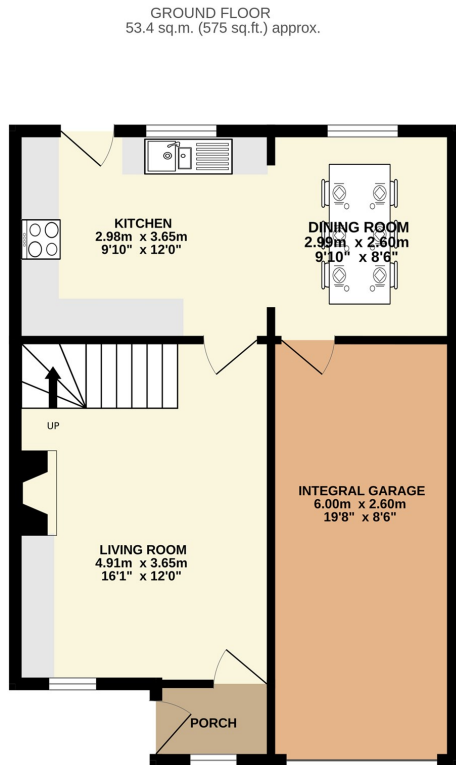 GROUND FLOOR
53.4 sq.m. (575 sq.ft.) approx.
KITCHEN
2.98m x 3.65m
9'10" x 12'0"
DINING ROOM
2.99m x 2.60m
9'10" x 8'6"
UP
INTEGRAL GARAGE
6.00m x 2.60m
19'8" x 8'6"
LIVING ROOM
4.91m x 3.65m
16'1" x 12'0"
PORCH